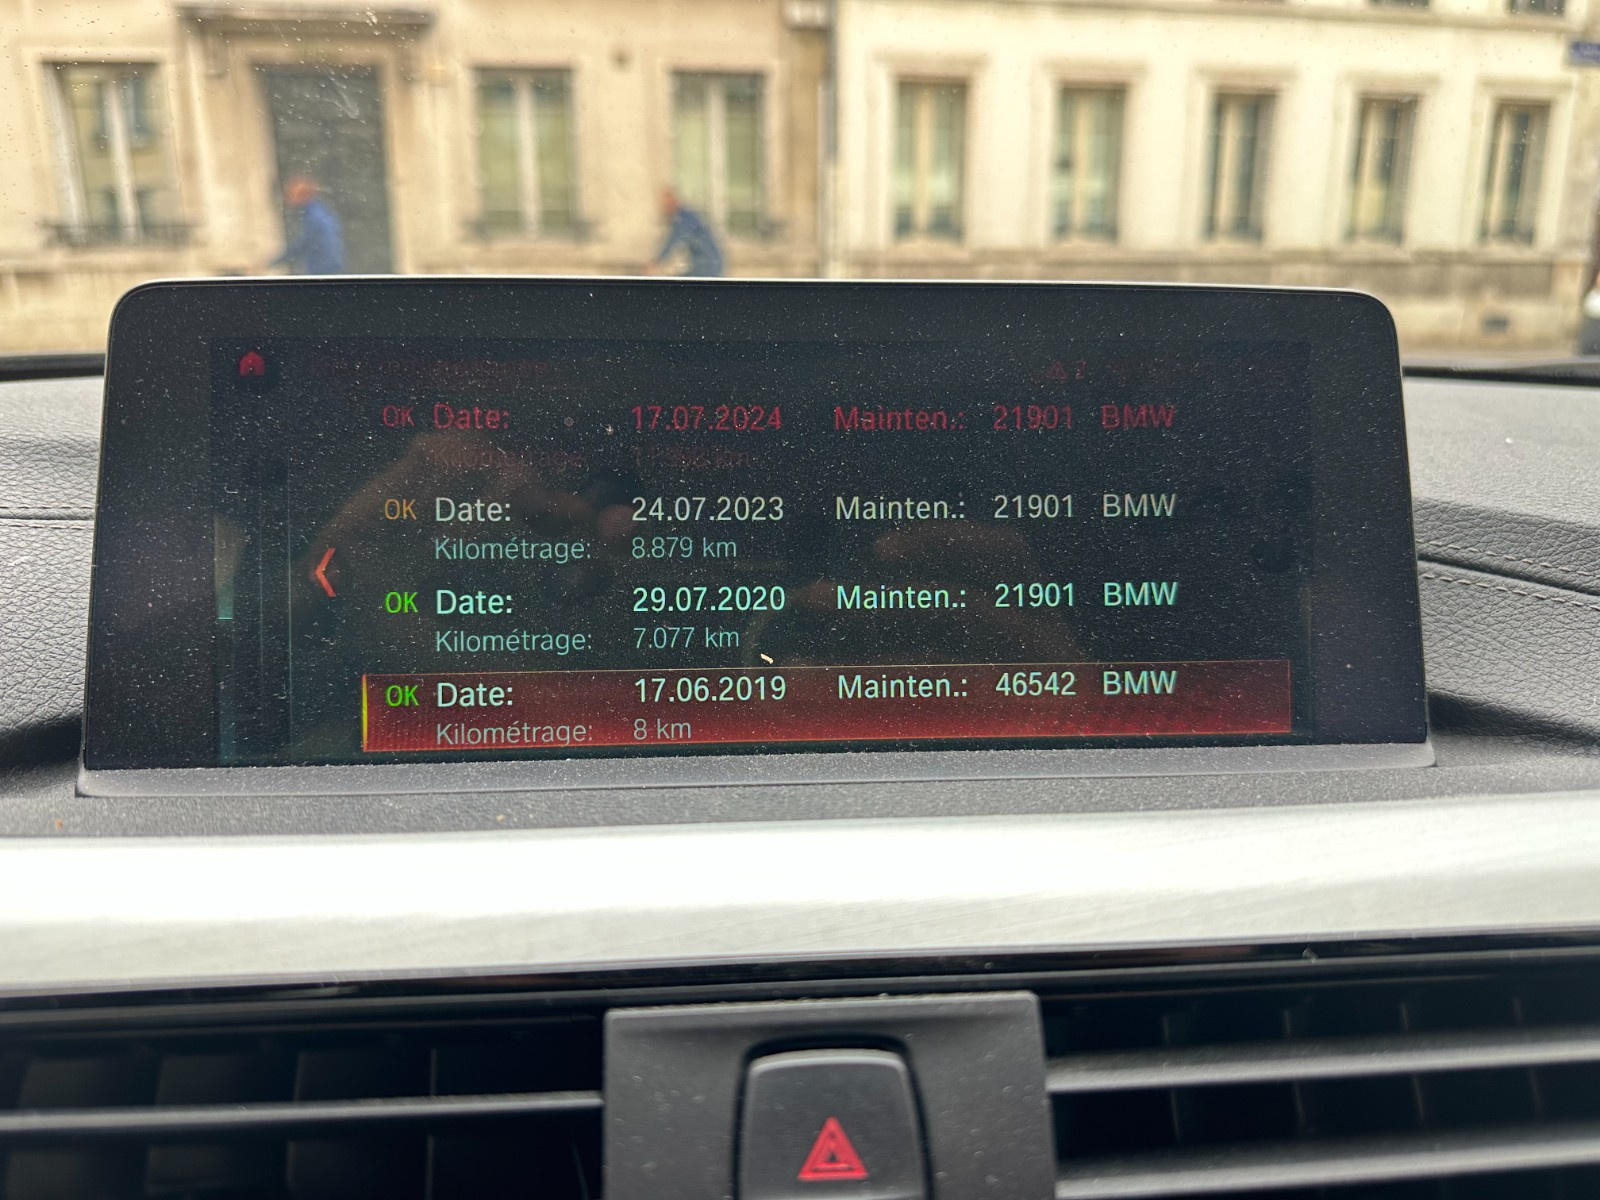 OK Date: 17.07.2024 Mainten.: 21901 BMW
Kilométrage:
OK Date: 24.07.2023 Mainten.: 21901 BMW
Kilométrage: 8.879 km
OK Date: 29.07.2020 Mainten.: 21901 BMW
Kilométrage: 7.077 km
OK Date: 17.06.2019 Mainten.: 46542 BMW
Kilométrage: 8 km